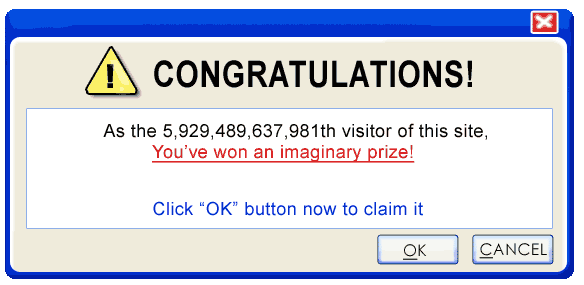 CONGRATULATIONS!
As the 5,929,489,637,981th visitor of this site,
You've won an imaginary prize!
Click “OK” button now to claim it
OK CANCEL